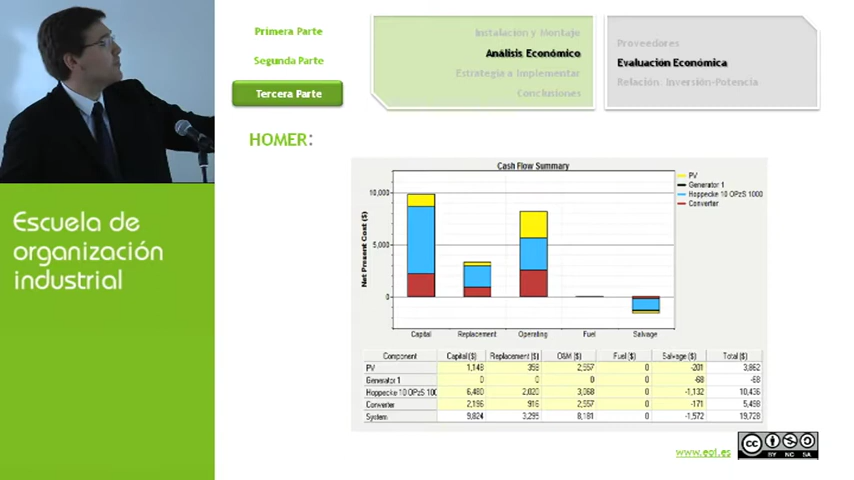 Primera Parte
Segunda Parte
Tercera Parte
Instalación y Montaje
Análisis Económico
Estrategia a Implementar
Conclusiones
Proveedores
Evaluación Económica
Relación. Inversión-Potencia
HOMER:
Escuela de
organización
industrial
Cash Flow Summary
PV
Generator 1
Hoppecke 10 OPzS 1000
Converter
Net Present Cost ($)
10,000
5,000
0
Capital Replacement Operating Fuel Salvage
Component Capital ($) Replacement ($) O&M ($) Fuel ($) Salvage ($) Total ($)
PV 1,148 358 2,557 0 -201 3,862
Generator 1 0 0 0 0 -68 -68
Hoppecke 10 OPzS 100 6,480 2,020 3,068 0 -1,132 10,436
Converter 2,196 916 2,557 0 -171 5,498
System 9,824 3,295 8,181 0 -1,572 19,728
www.eoi.es
cc
BY NC SA